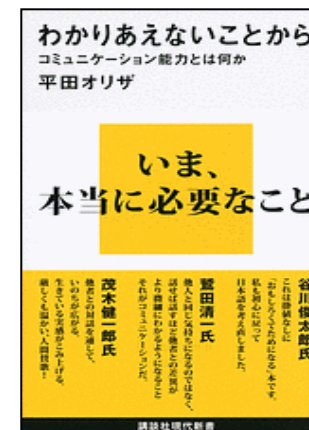 わかりあえないことから
コミュニケーション能力とは何か
平田オリザ
いま、
本当に必要なこと
谷川俊太郎氏
これは掛値なしに
「おもしろくてためになる」本です。
私も初心に戻って
日本語を考え直しました。
鷲田清一氏
他人と同じ気持ちになるのではなく、
話せば話すほど他者との差異が
より微細にわかるようになること
それがコミュニケーションだ。
茂木健一郎氏
他者との対話を通して、
いのちが広がる。
生きている実感がこみ上げる、
厳しくも温かい人間技歌!
講談社現代新書